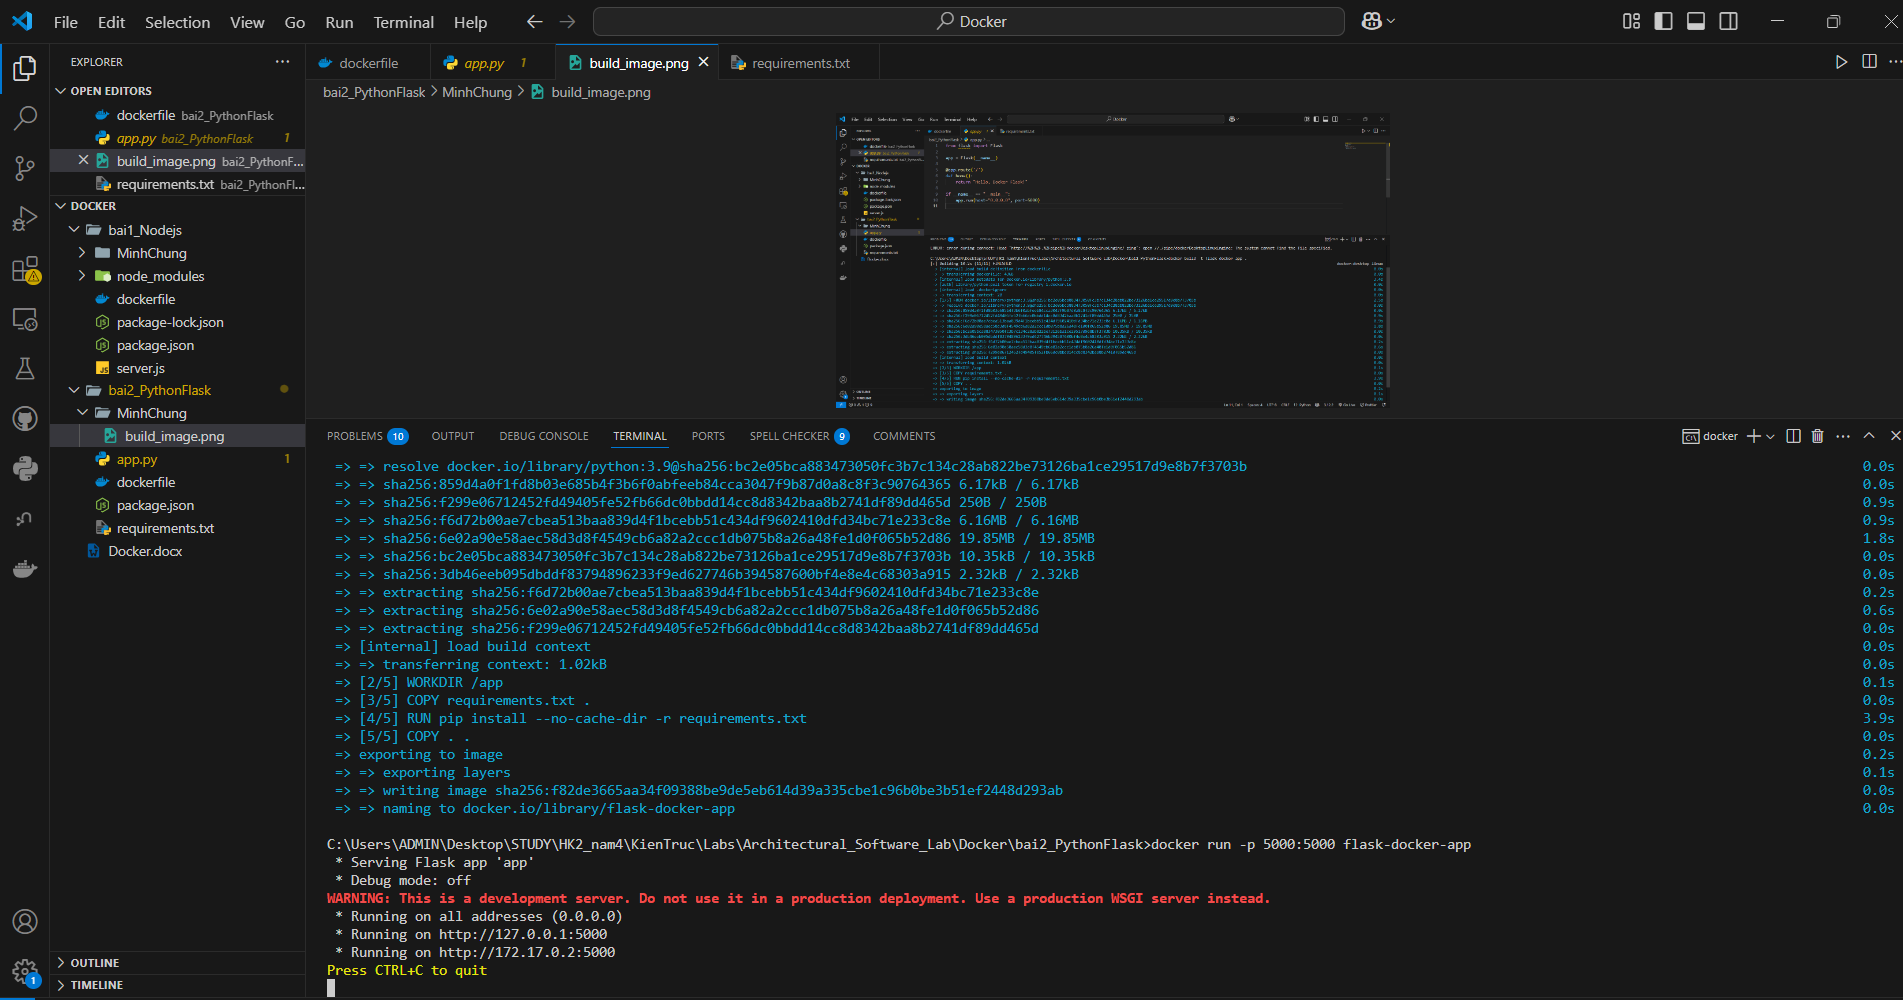 File Edit Selection View Go Run Terminal Help Docker
EXPLORER
OPEN EDITORS
dockerfile bai2_PythonFlask
app.py bai2_PythonFlask 1
build_image.png bai2_PythonF...
requirements.txt bai2_PythonFl...
DOCKER
bai1_Nodejs
MinhChung
node_modules
dockerfile
package-lock.json
package.json
server.js
bai2_PythonFlask
MinhChung
build_image.png
app.py 1
dockerfile
package.json
requirements.txt
Docker.docx
OUTLINE
TIMELINE
1
dockerfile app.py 1 build_image.png requirements.txt
bai2_PythonFlask > MinhChung > build_image.png
PROBLEMS 10 OUTPUT DEBUG CONSOLE TERMINAL PORTS SPELL CHECKER 9 COMMENTS docker
=> => resolve docker.io/library/python:3.9@sha256:bc2e05bca883473050fc3b7c134c28ab822be73126ba1ce29517d9e8b7f3703b 0.0s
=> => sha256:859d4a0f1fd8b03e685b4f3b6f0abfeeb84cca3047f9b87d0a8c8f3c90764365 6.17kB / 6.17kB 0.0s
=> => sha256:f299e06712452fd49405fe52fb66dc0bbdd14cc8d8342baa8b2741df89dd465d 250B / 250B 0.9s
=> => sha256:f6d72b00ae7cbea513baa839d4f1bcebb51c434df9602410dfd34bc71e233c8e 6.16MB / 6.16MB 0.9s
=> => sha256:6e02a90e58aec58d3d8f4549cb6a82a2ccc1db075b8a26a48fe1d0f065b52d86 19.85MB / 19.85MB 1.8s
=> => sha256:bc2e05bca883473050fc3b7c134c28ab822be73126ba1ce29517d9e8b7f3703b 10.35kB / 10.35kB 0.0s
=> => sha256:3db46eeb095dbddf83794896233f9ed627746b394587600bf4e8e4c68303a915 2.32kB / 2.32kB 0.0s
=> => extracting sha256:f6d72b00ae7cbea513baa839d4f1bcebb51c434df9602410dfd34bc71e233c8e 0.2s
=> => extracting sha256:6e02a90e58aec58d3d8f4549cb6a82a2ccc1db075b8a26a48fe1d0f065b52d86 0.6s
=> => extracting sha256:f299e06712452fd49405fe52fb66dc0bbdd14cc8d8342baa8b2741df89dd465d 0.0s
=> [internal] load build context 0.0s
=> => transferring context: 1.02kB 0.0s
=> [2/5] WORKDIR /app 0.1s
=> [3/5] COPY requirements.txt . 0.0s
=> [4/5] RUN pip install --no-cache-dir -r requirements.txt 3.9s
=> [5/5] COPY . . 0.0s
=> exporting to image 0.2s
=> => exporting layers 0.1s
=> => writing image sha256:f82de3665aa34f09388be9de5eb614d39a335cbe1c96b0be3b51ef2448d293ab 0.0s
=> => naming to docker.io/library/flask-docker-app 0.0s
C:\Users\ADMIN\Desktop\STUDY\HK2_nam4\KienTruc\Labs\Architectural_Software_Lab\Docker\bai2_PythonFlask>docker run -p 5000:5000 flask-docker-app
* Serving Flask app 'app'
* Debug mode: off
WARNING: This is a development server. Do not use it in a production deployment. Use a production WSGI server instead.
* Running on all addresses (0.0.0.0)
* Running on http://127.0.0.1:5000
* Running on http://172.17.0.2:5000
Press CTRL+C to quit